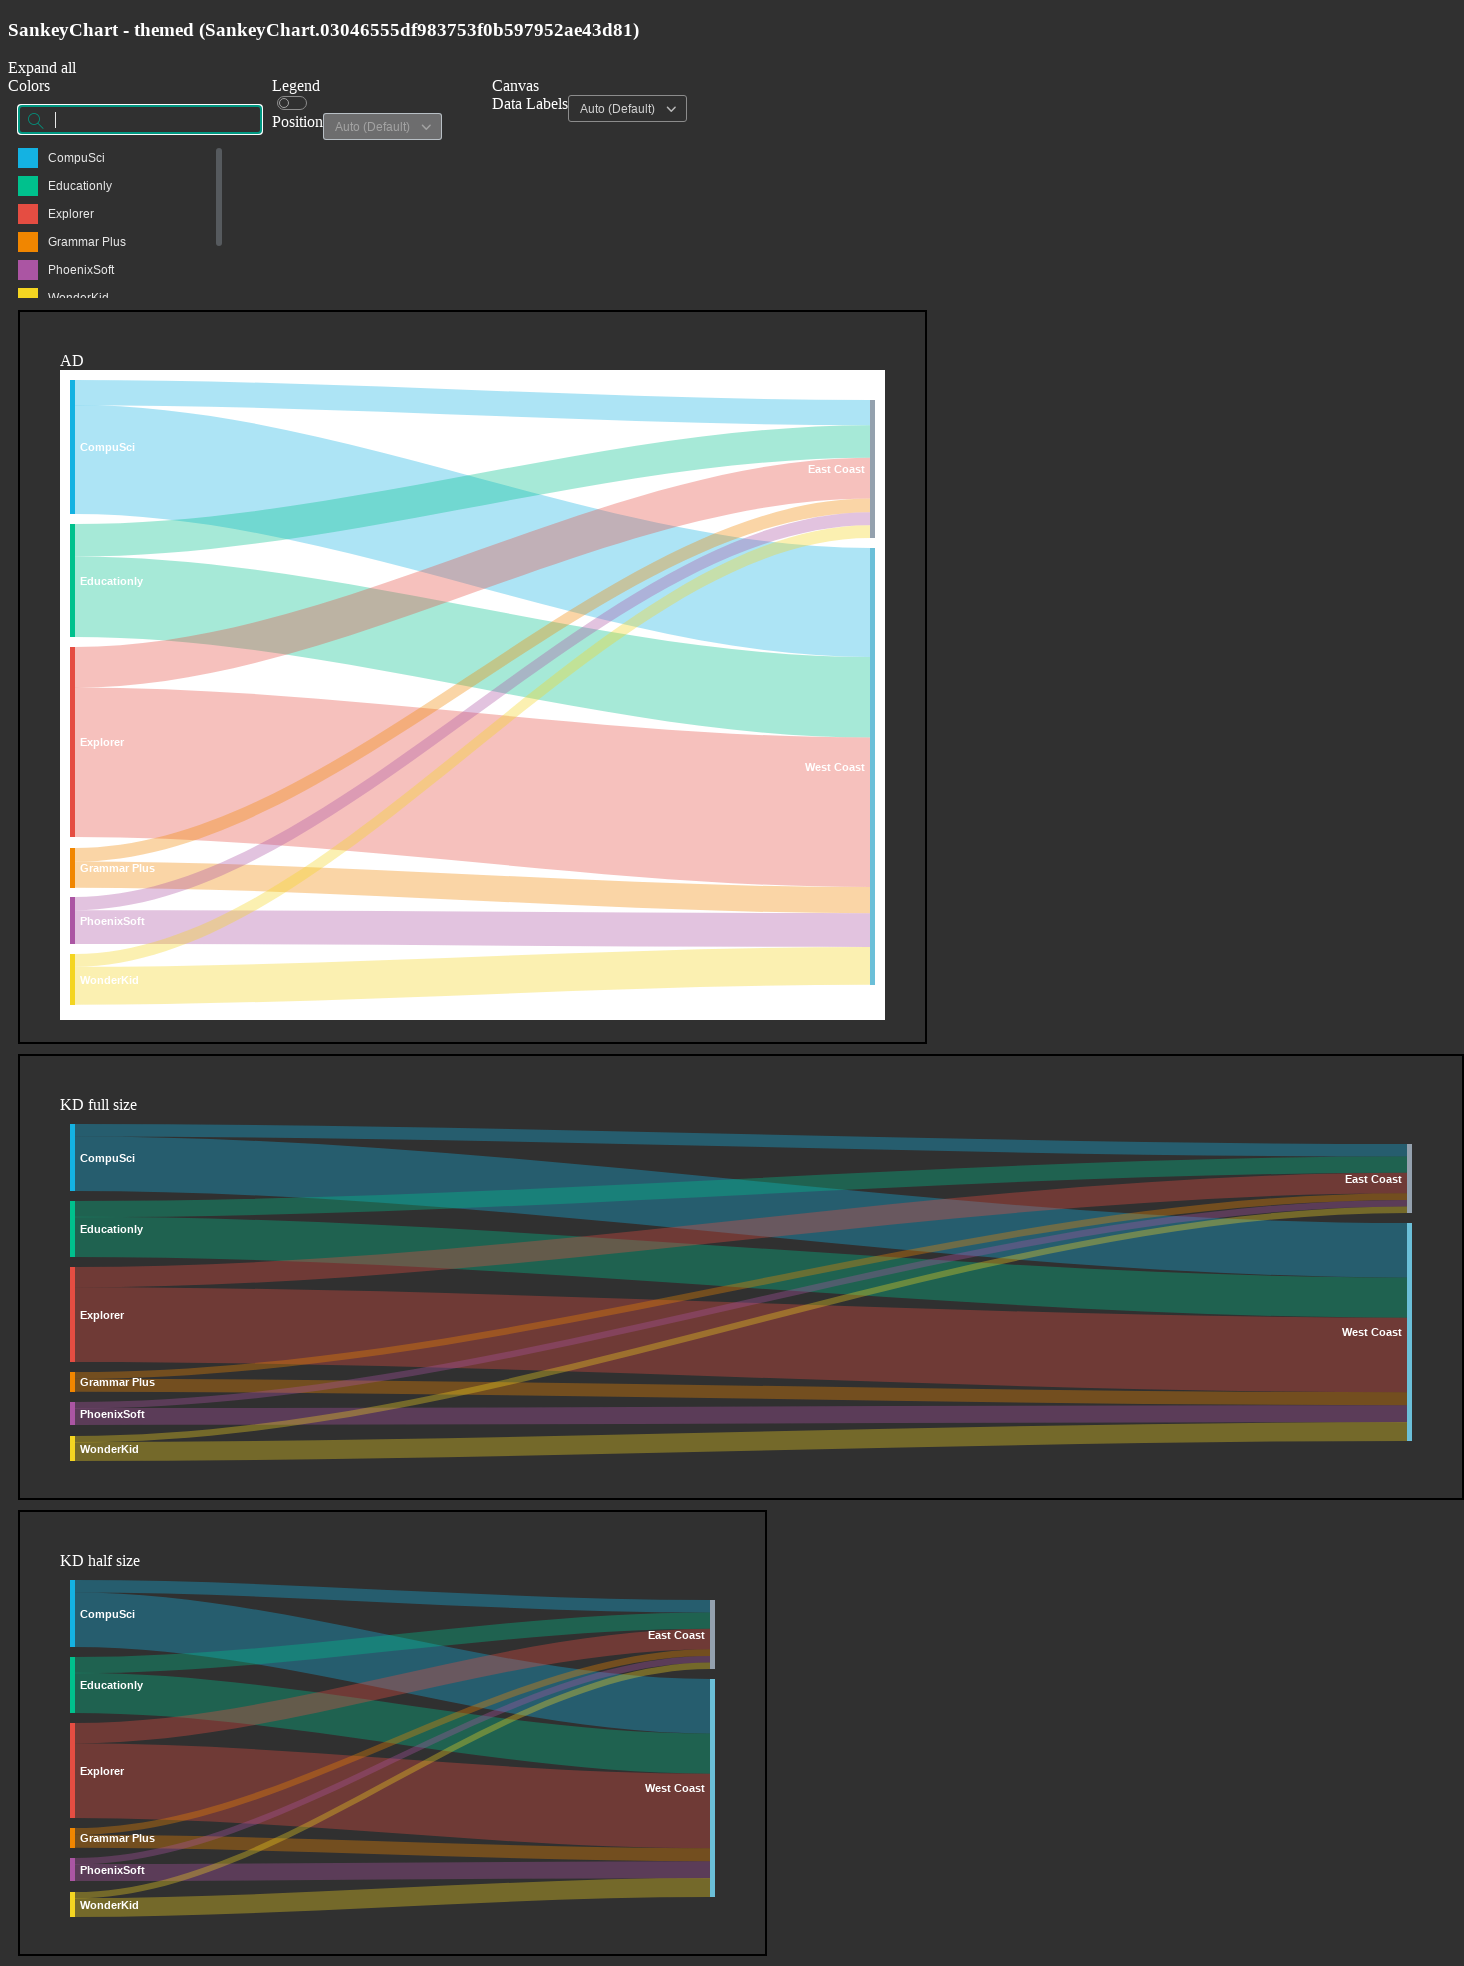 SankeyChart - themed (SankeyChart.03046555df983753f0b597952ae43d81)
Expand all
Colors
CompuSci
Educationly
Explorer
Grammar Plus
PhoenixSoft
WonderKid
Legend
Position Auto (Default)
Canvas
Data Labels Auto (Default)
AD
CompuSci
East Coast
Educationly
Explorer
West Coast
Grammar Plus
PhoenixSoft
WonderKid
KD full size
CompuSci
East Coast
Educationly
Explorer
West Coast
Grammar Plus
PhoenixSoft
WonderKid
KD half size
CompuSci
East Coast
Educationly
Explorer
West Coast
Grammar Plus
PhoenixSoft
WonderKid